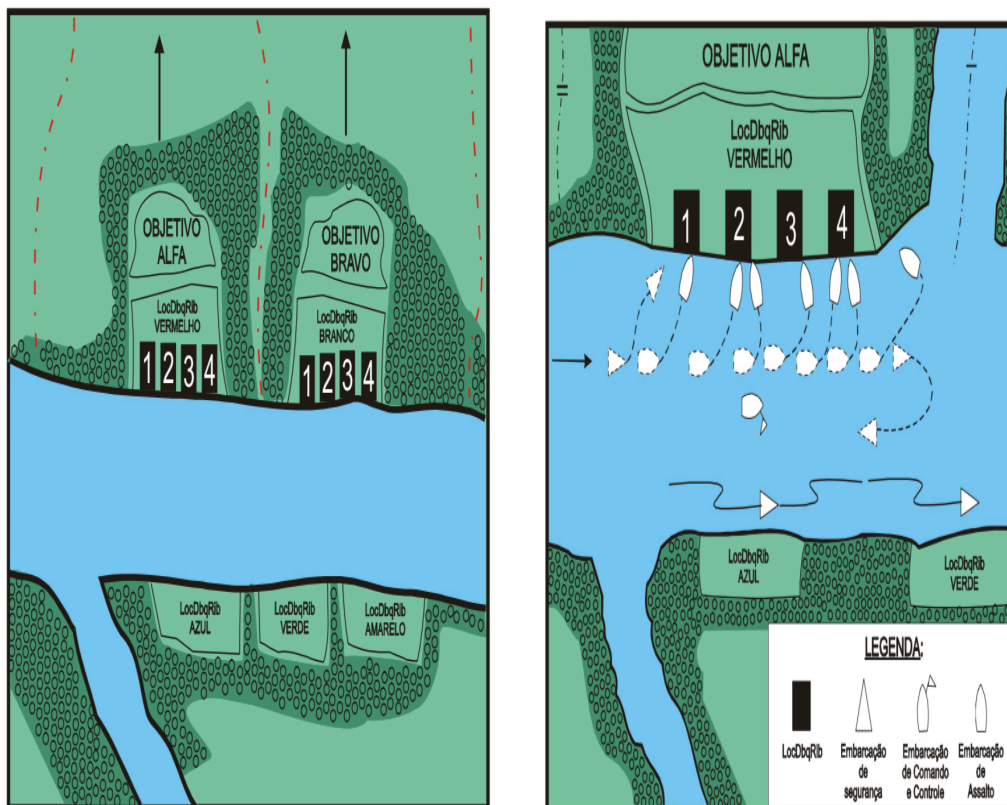 OBJETIVO
ALFA
OBJETIVO
BRAVO
LocDbqRib
VERMELHO
LocDbqRib
BRANCO
1 2 3 4
1 2 3 4
LocDbqRib
AZUL
LocDbqRib
VERDE
LocDbqRib
AMARELO
OBJETIVO ALFA
LocDbqRib
VERMELHO
1 2 3 4
LocDbqRib
AZUL
LocDbqRib
VERDE
LEGENDA:
LocDbqRib
Embarcação
de
segurança
Embarcação
de Comando
e Controle
Embarcação
de
Assalto